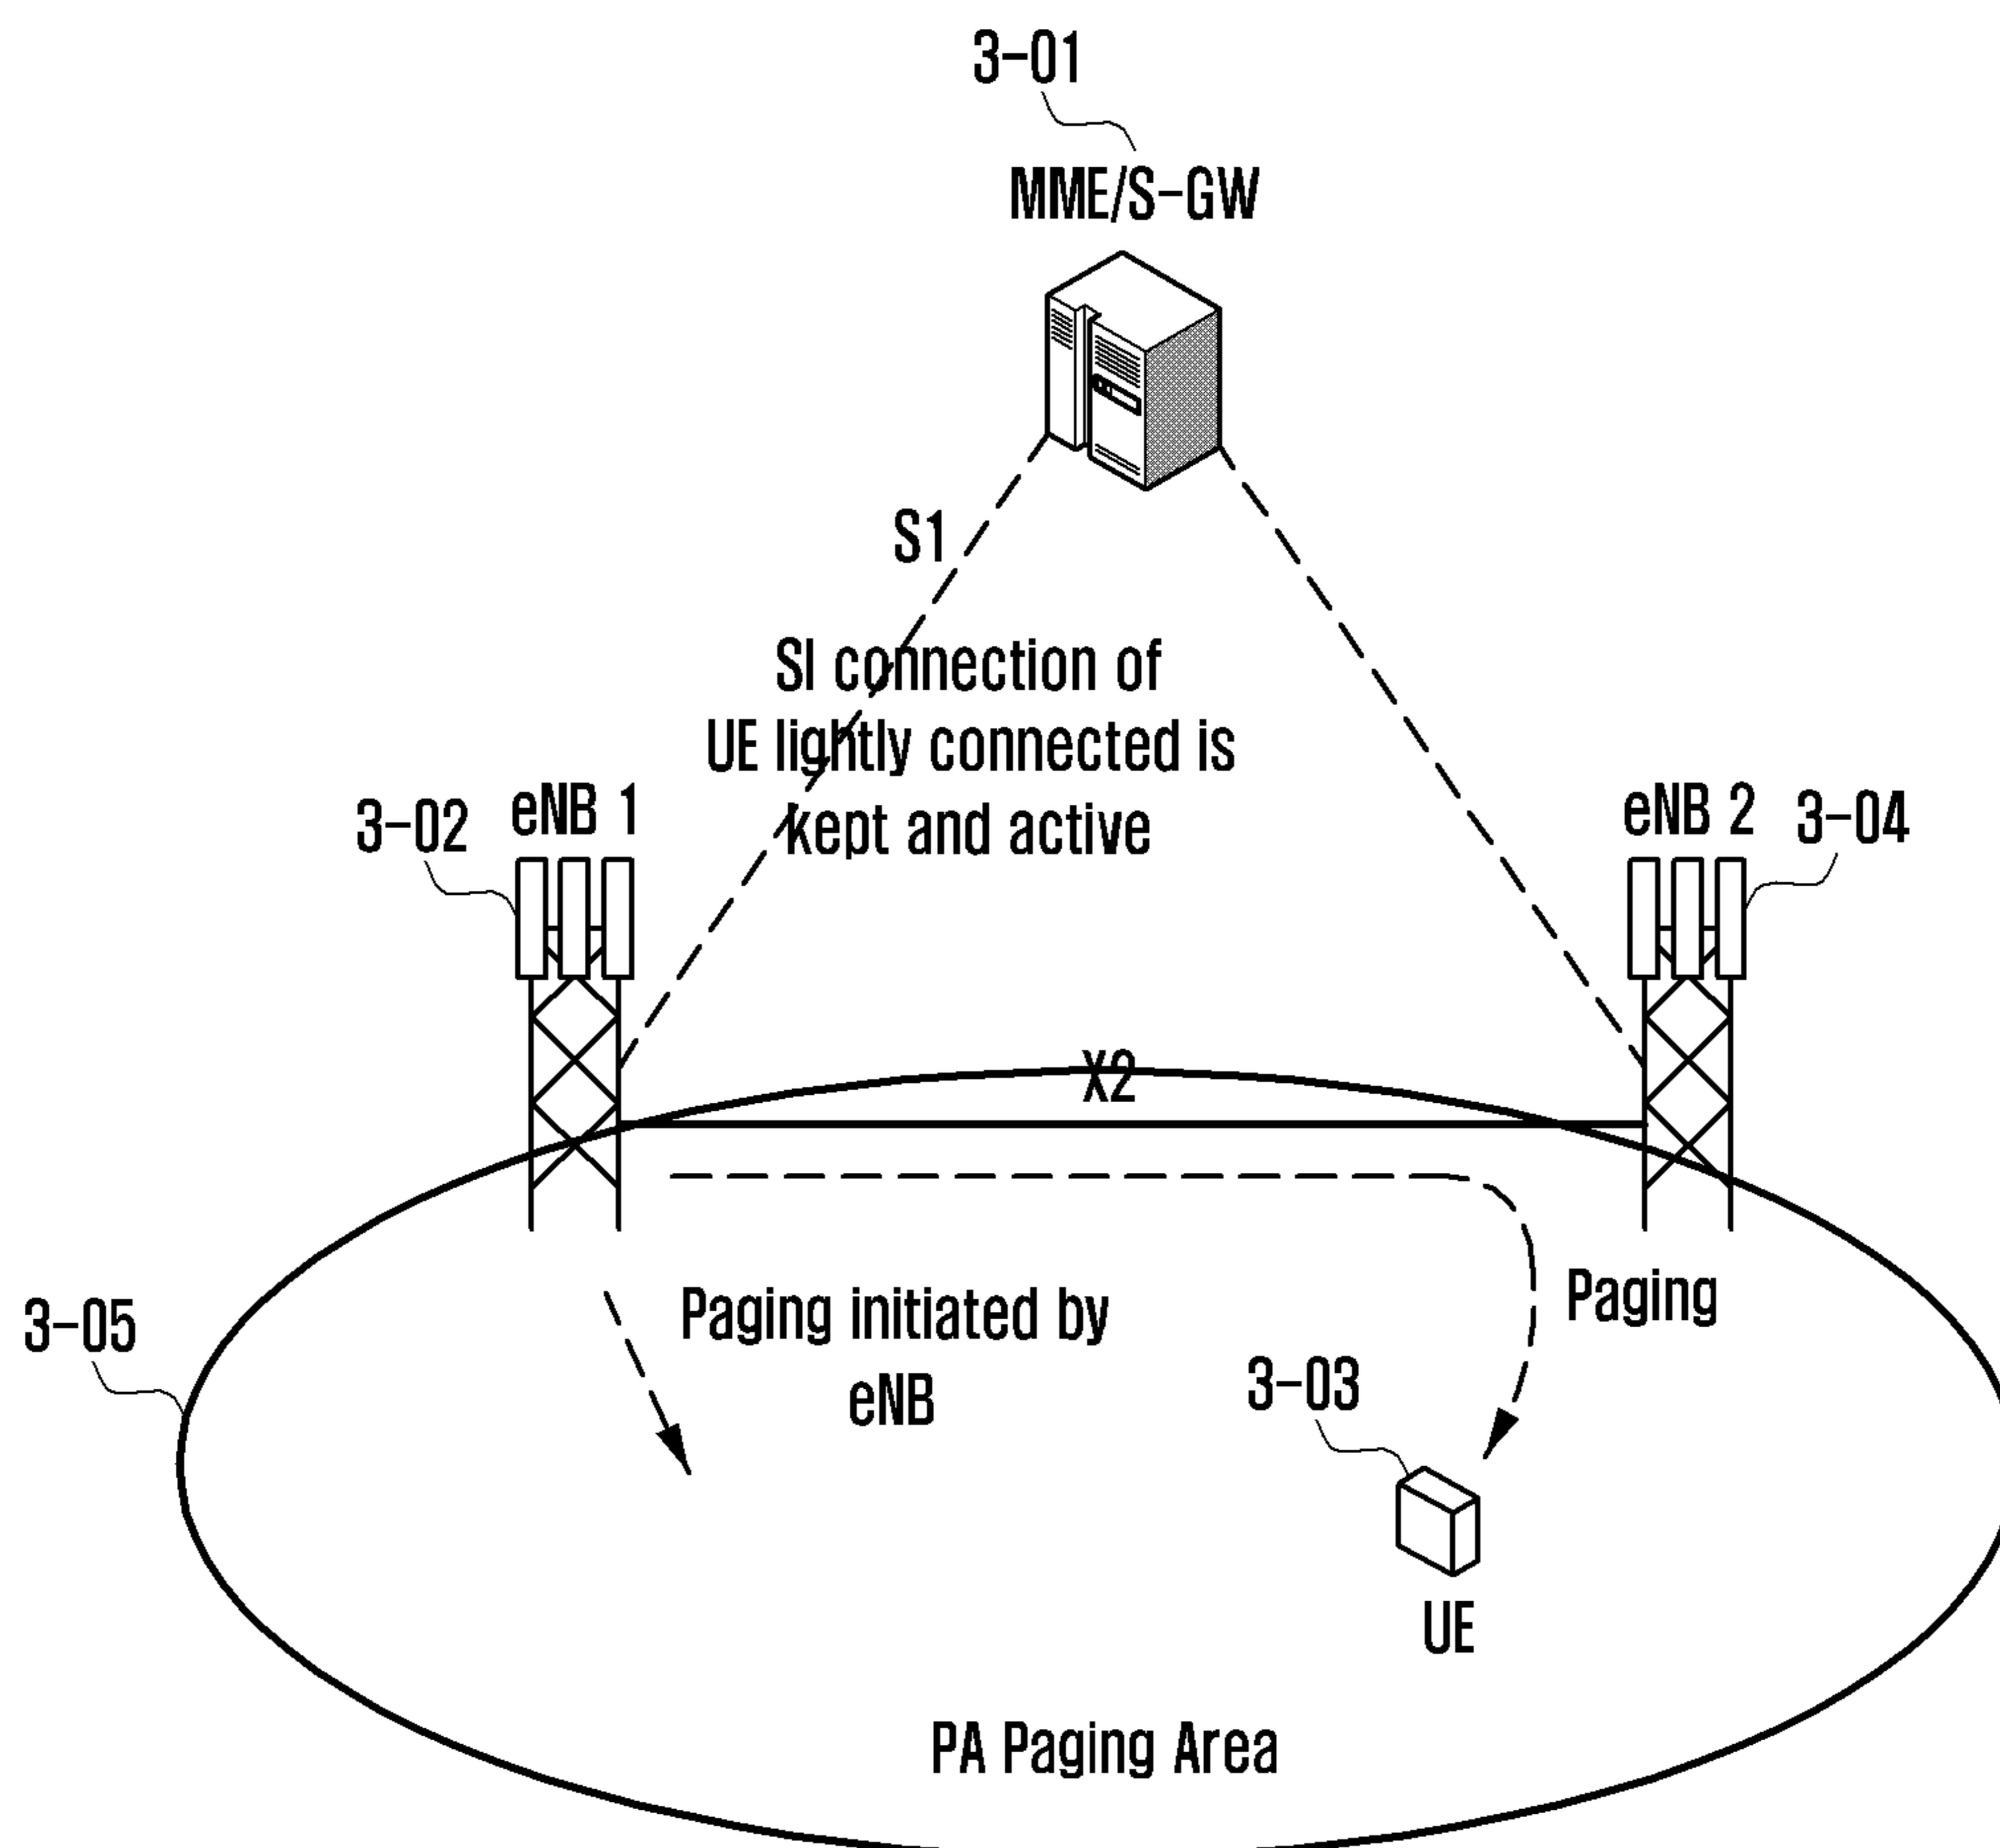 3-01
MME/S-GW
S1
SI connection of
UE lightly connected is
kept and active
3-02
eNB 1
eNB 2
3-04
X2
3-05
Paging initiated by
eNB
Paging
3-03
UE
PA Paging Area